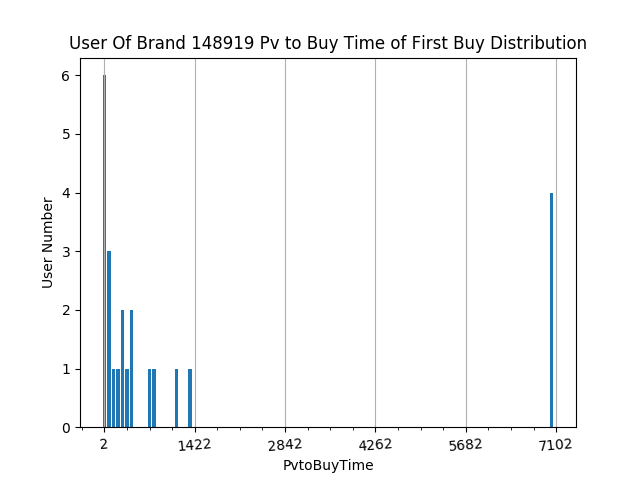 User Of Brand 148919 Pv to Buy Time of First Buy Distribution
6
5
4
3
2
1
0
User Number
2 1422 2842 4262 5682 7102
PvtoBuyTime